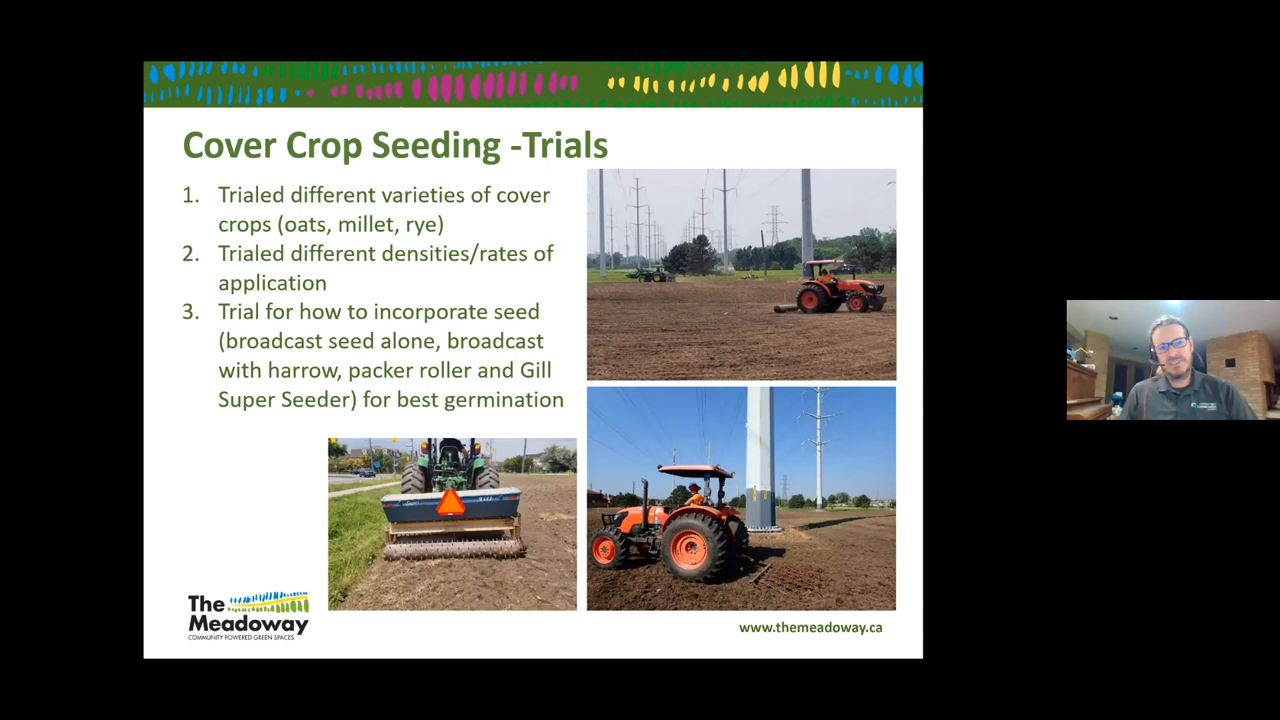 Cover Crop Seeding -Trials
1. Trialed different varieties of cover
crops (oats, millet, rye)
2. Trialed different densities/rates of
application
3. Trial for how to incorporate seed
(broadcast seed alone, broadcast
with harrow, packer roller and Gill
Super Seeder) for best germination
The
Meadoway
COMMUNITY POWERED GREEN SPACES
www.themeadoway.ca